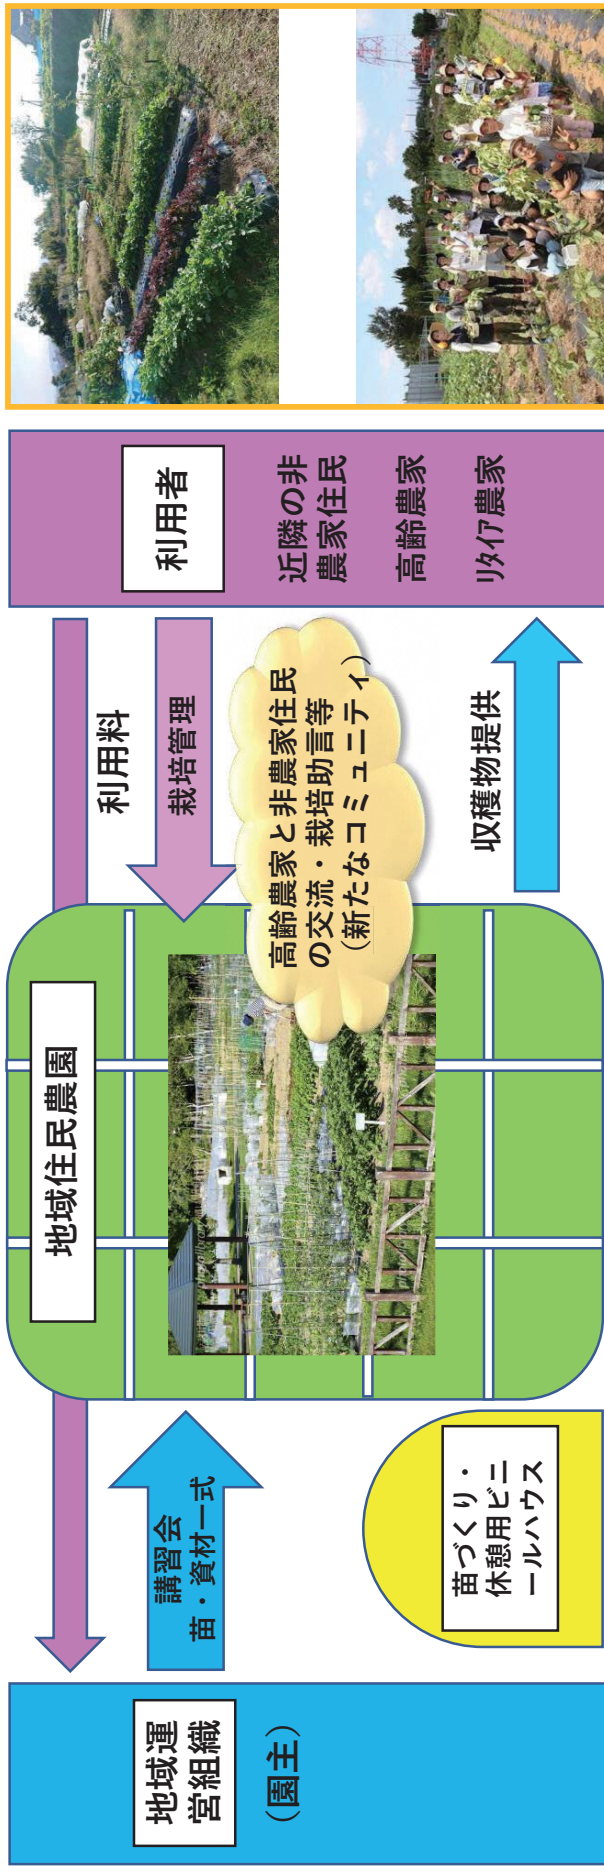 地域運
営組織
（園主）
講習会
苗・資材一式
苗づくり・
休憩用ビニ
ールハウス
地域住民農園
利用料
栽培管理
高齢農家と非農家住民
の交流・栽培助言等
（新たなコミュニティ）
収穫物提供
利用者
近隣の非
農家住民
高齢農家
ﾘﾀｲｱ農家